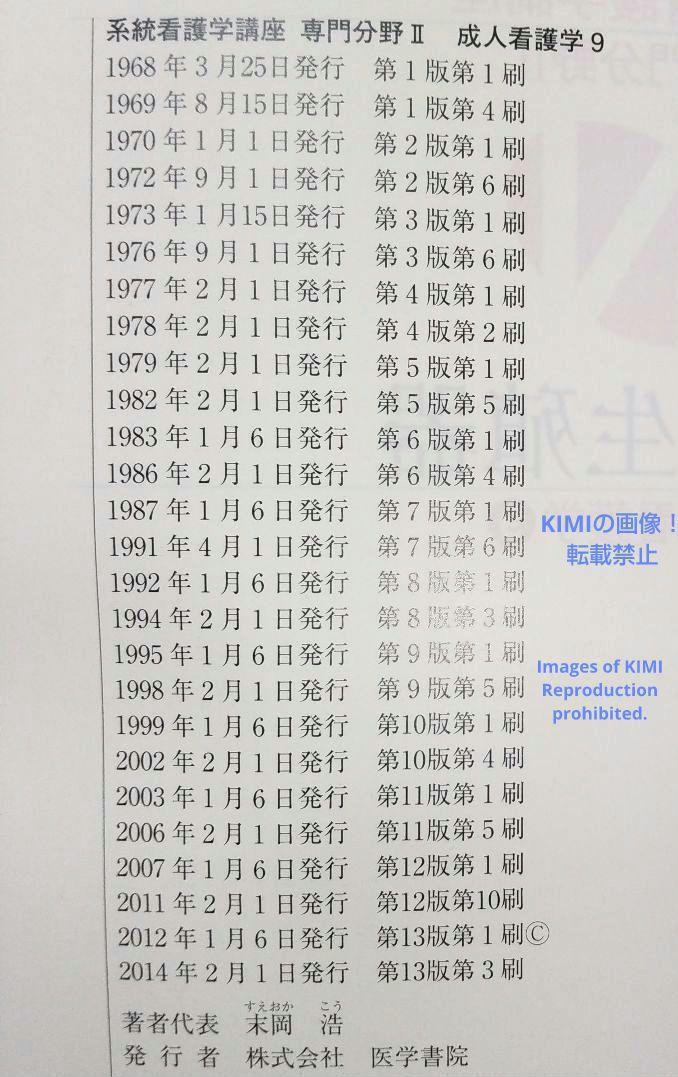 系統看護学講座 専門分野Ⅱ 成人看護学9
1968年3月25日発行 第1版第1刷
1969年8月15日発行 第1版第4刷
1970年1月1日発行 第2版第1刷
1972年9月1日発行 第2版第6刷
1973年1月15日発行 第3版第1刷
1976年9月1日発行 第3版第6刷
1977年2月1日発行 第4版第1刷
1978年2月1日発行 第4版第2刷
1979年2月1日発行 第5版第1刷
1982年2月1日発行 第5版第5刷
1983年1月6日発行 第6版第1刷
1986年2月1日発行 第6版第4刷
1987年1月6日発行 第7版第1刷
1991年4月1日発行 第7版第6刷
1992年1月6日発行 第8版第1刷
1994年2月1日発行 第8版第3刷
1995年1月6日発行 第9版第1刷
1998年2月1日発行 第9版第5刷
1999年1月6日発行 第10版第1刷
2002年2月1日発行 第10版第4刷
2003年1月6日発行 第11版第1刷
2006年2月1日発行 第11版第5刷
2007年1月6日発行 第12版第1刷
2011年2月1日発行 第12版第10刷
2012年1月6日発行 第13版第1刷Ⓒ
2014年2月1日発行 第13版第3刷
すえおか こう
著者代表 末岡 浩
発行者 株式会社 医学書院
KIMIの画像！
転載禁止
Images of KIMI
Reproduction
prohibited.